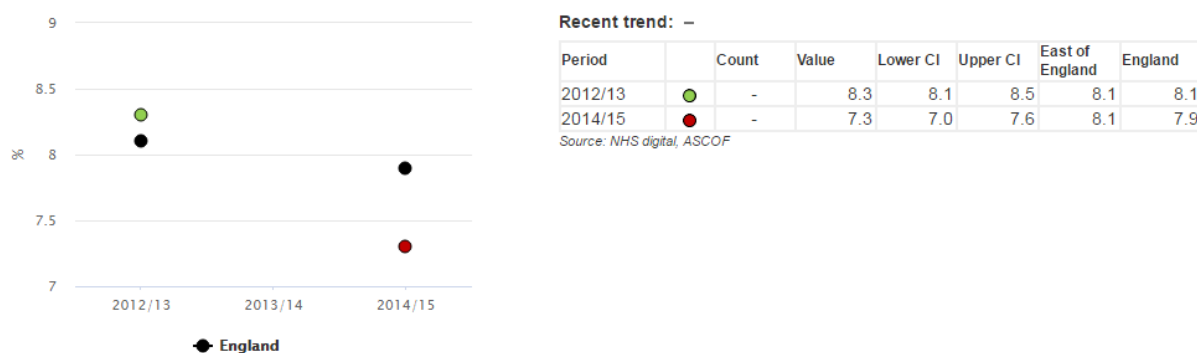 9
8.5
8
7.5
7
%
2012/13 2013/14 2014/15
England
Recent trend: –
Period Count Value Lower CI Upper CI East of England England
2012/13 - 8.3 8.1 8.5 8.1 8.1
2014/15 - 7.3 7.0 7.6 8.1 7.9
Source: NHS digital, ASCOF